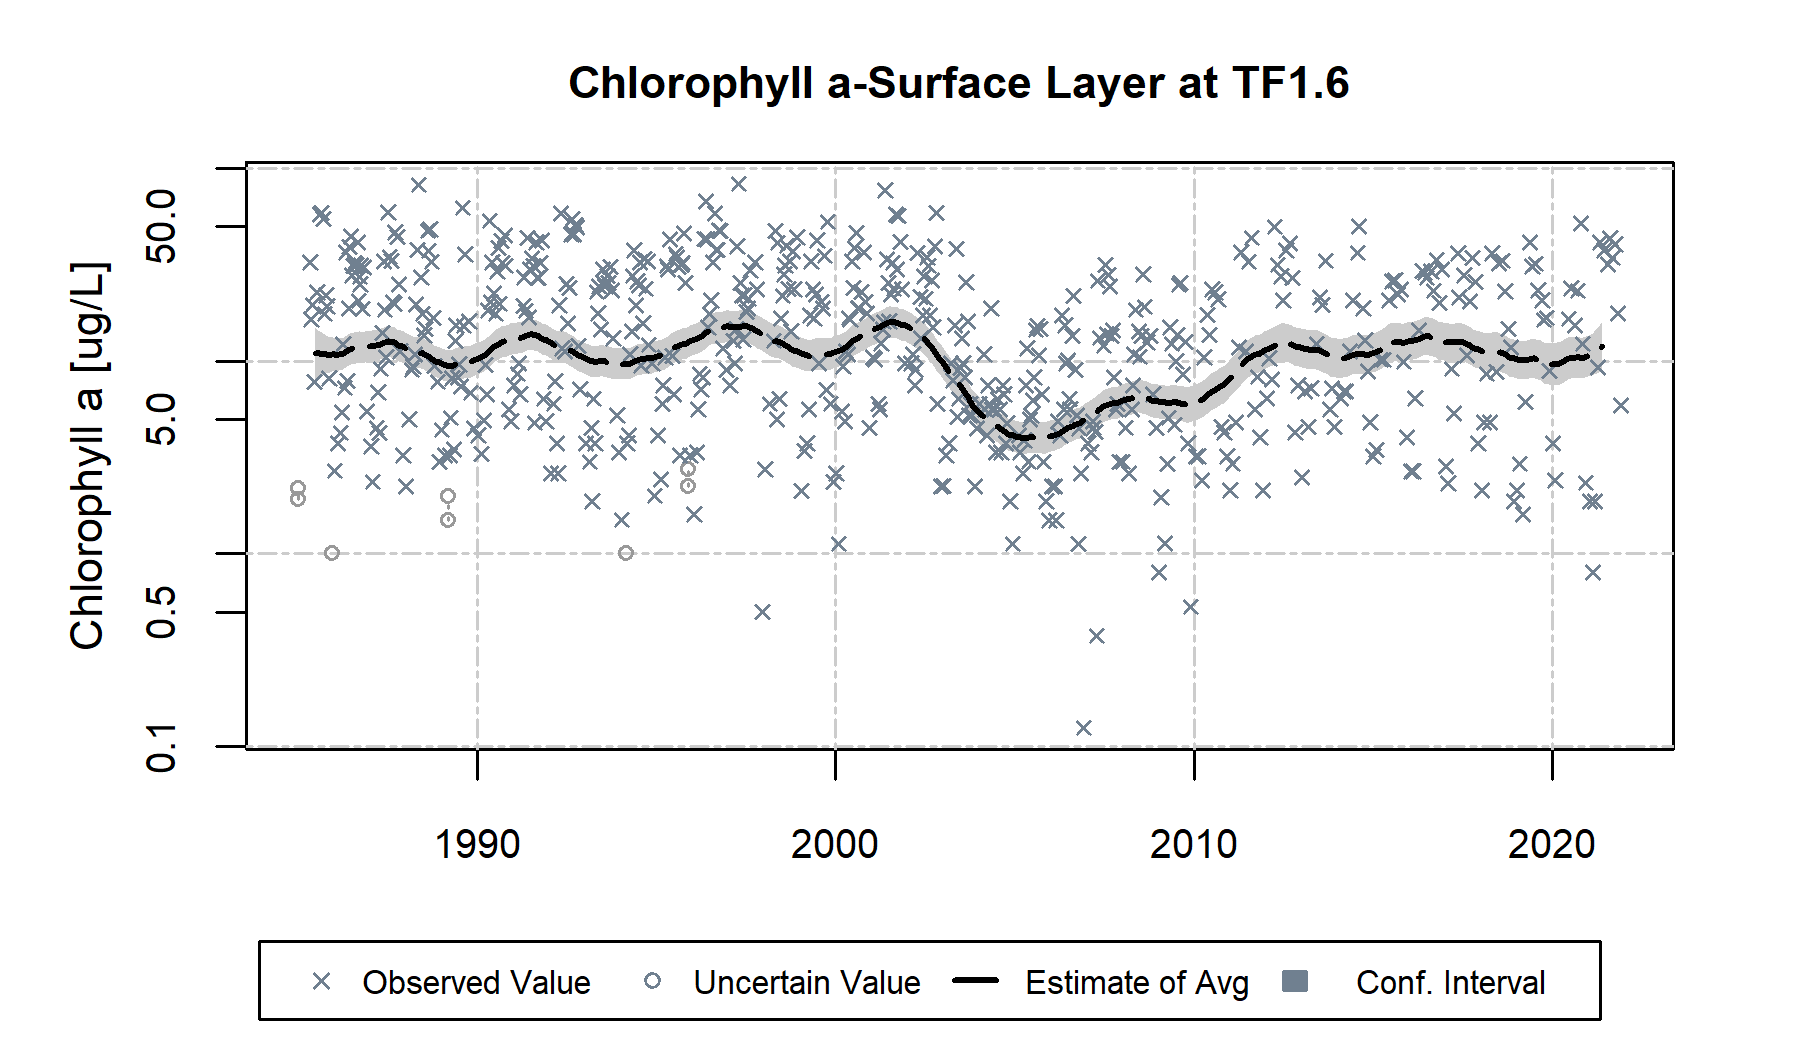 Chlorophyll a-Surface Layer at TF1.6
Chlorophyll a [ug/L]
50.0
5.0
0.5
0.1
1990 2000 2010 2020
Observed Value Uncertain Value Estimate of Avg Conf. Interval